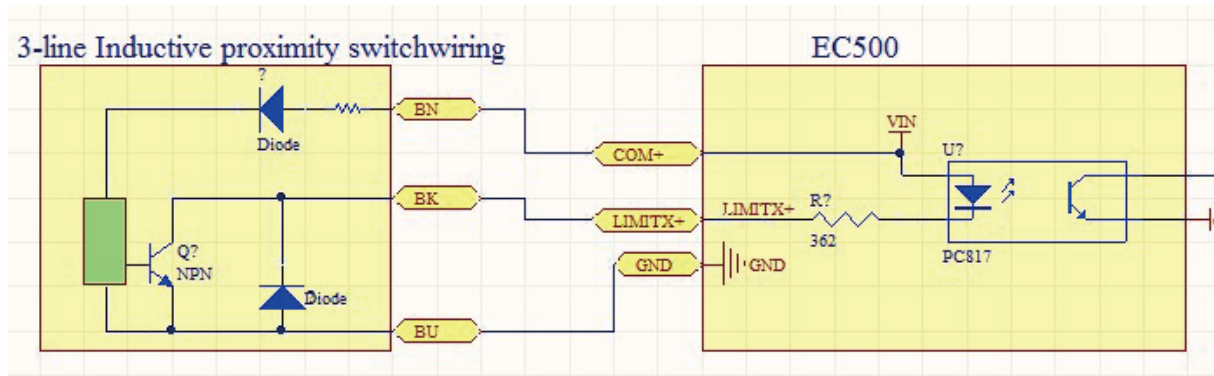 3-line Inductive proximity switchwiring
EC500
?
Diode
BN
COM+
VIN
U?
BK
LIMITX+
LIMITX+
R?
362
PC817
Q?
NPN
GND
GND
Diode
?
BU